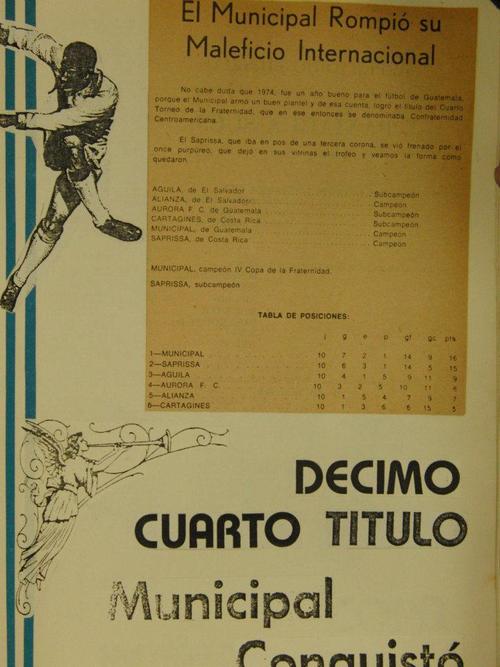 El Municipal Rompió su
Maleficio Internacional
No cabe duda que 1974, fue un año bueno para el fútbol de Guatemala,
porque el Municipal armó un buen plantel y de esa cuenta, logró el título del Cuarto
Torneo de la Fraternidad, que en ese entonces se denominaba Confraternidad
Centroamericana.
El Saprissa, que iba en pos de una tercera corona, se vió frenado por el
once purpúreo, que dejó en sus vitrinas el trofeo y veamos la forma como
quedaron.
AGUILA, de El Salvador Subcampeón
ALIANZA, de El Salvador Campeón
AURORA F. C. de Guatemala Subcampeón
CARTAGINES, de Costa Rica Subcampeón
MUNICIPAL, de Guatemala Campeón
SAPRISSA, de Costa Rica Campeón
MUNICIPAL, campeón IV Copa de la Fraternidad.
SAPRISSA, subcampeón
TABLA DE POSICIONES:
j g e p gf gc pts
1—MUNICIPAL 10 7 2 1 14 9 16
2—SAPRISSA 10 6 3 1 14 5 15
3—AGUILA 10 4 1 5 9 11 9
4—AURORA F. C. 10 3 2 5 10 11
5—ALIANZA 10 1 5 4 7 9 7
6—CARTAGINES 10 1 3 6 6 15 5
DECIMO
CUARTO TITULO
Municipal
Conquistó